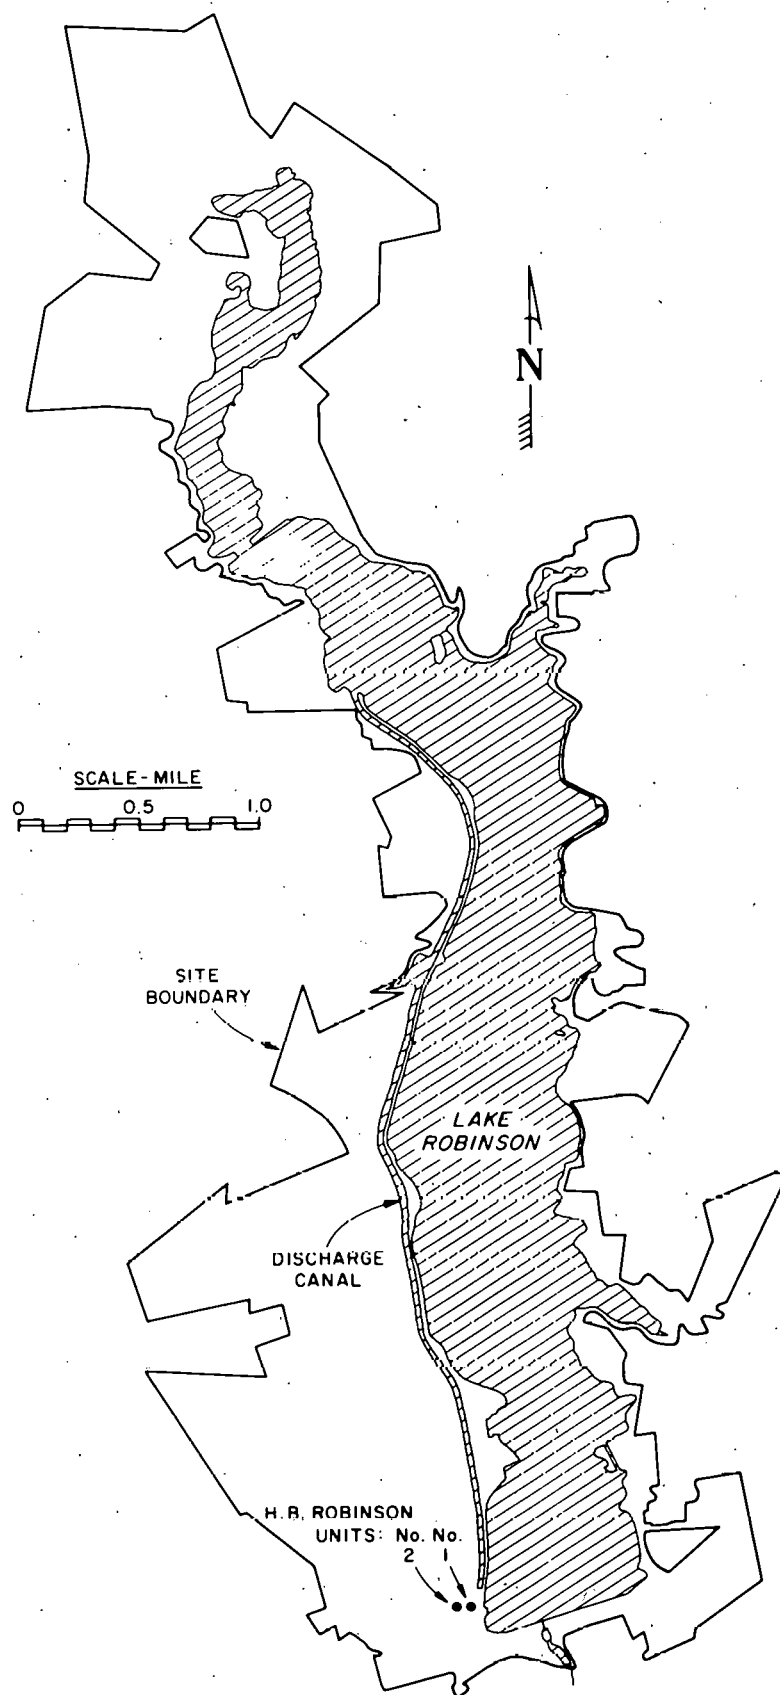 N
SCALE-MILE
0 0.5 1.0
SITE
BOUNDARY
LAKE
ROBINSON
DISCHARGE
CANAL
H.B. ROBINSON
UNITS: No. No.
2 1